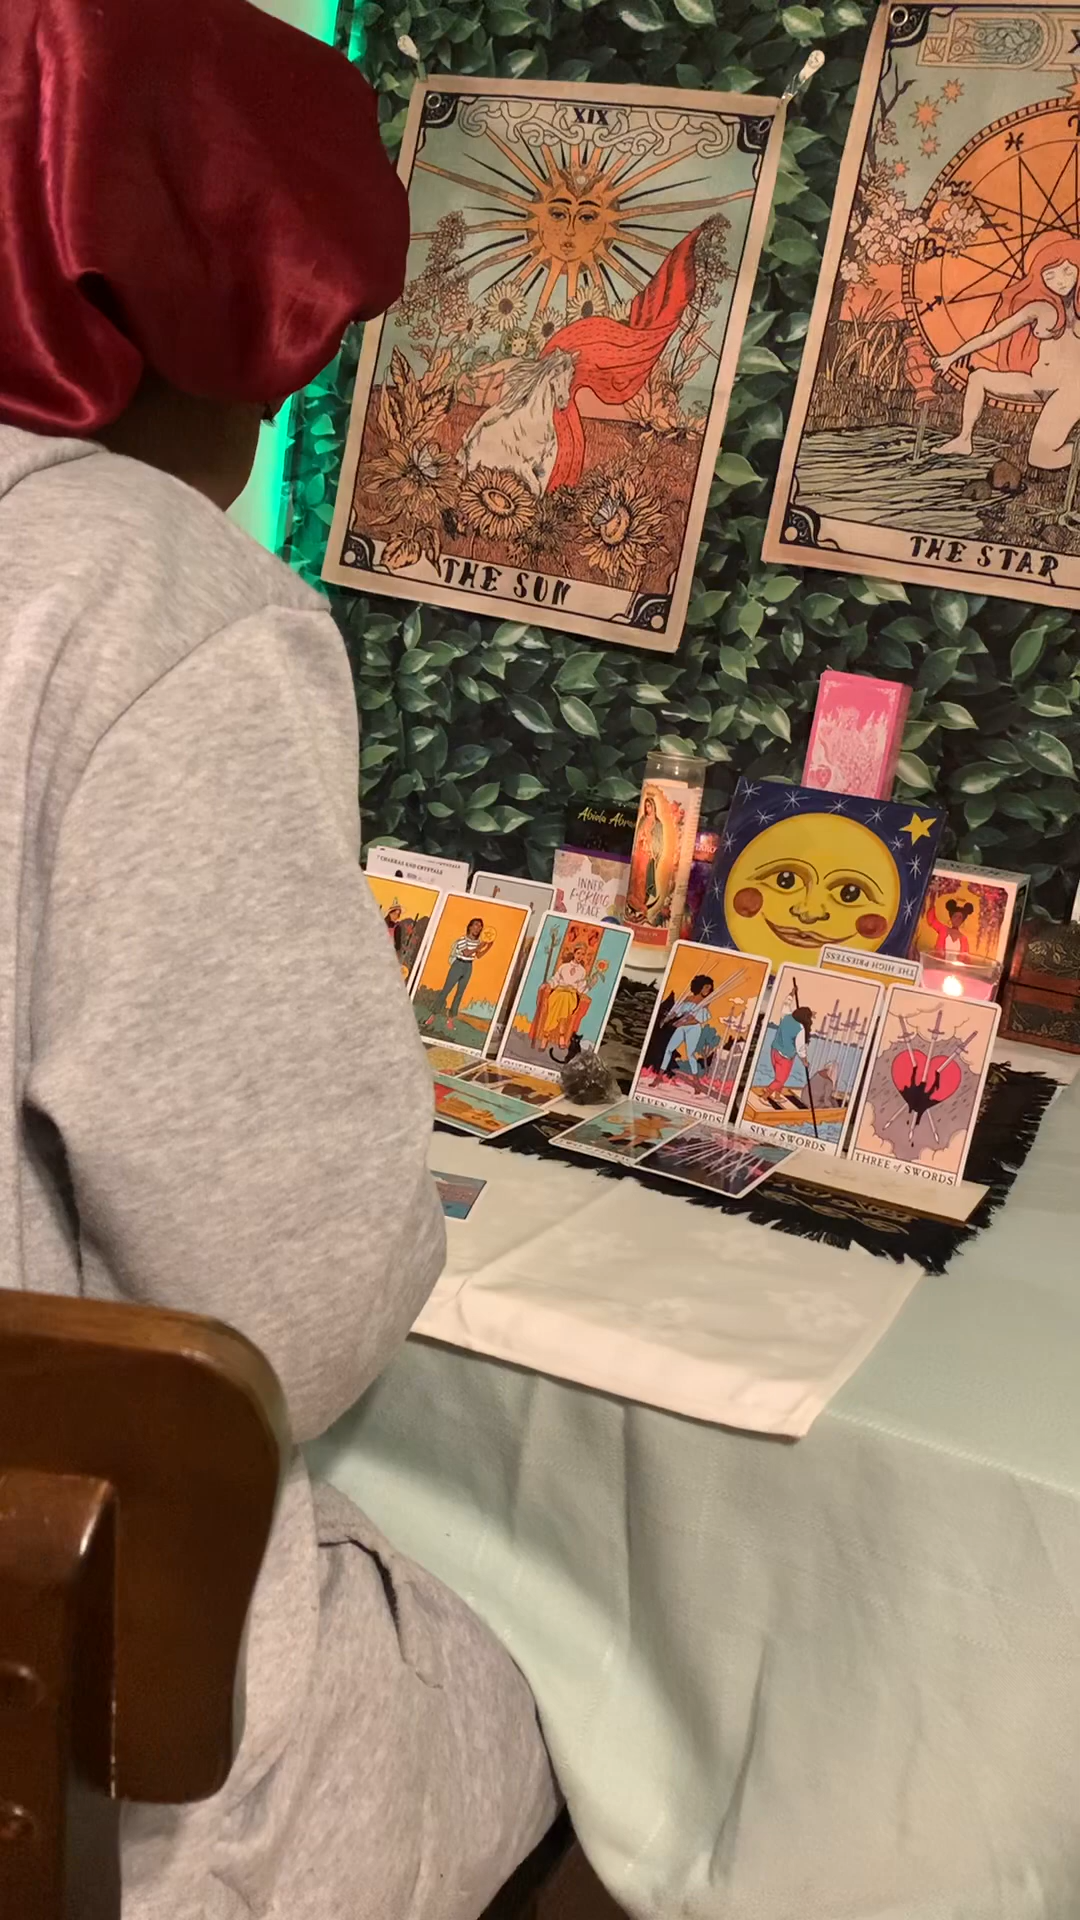 XIX
THE SUN
THE STAR
Abiola Abra
CHAKRAS AND CRYSTALS
INNER
F*CKING
PEACE
THE HIGH PRIESTESS
SEVEN of SWORDS
SIX of SWORDS
THREE of SWORDS